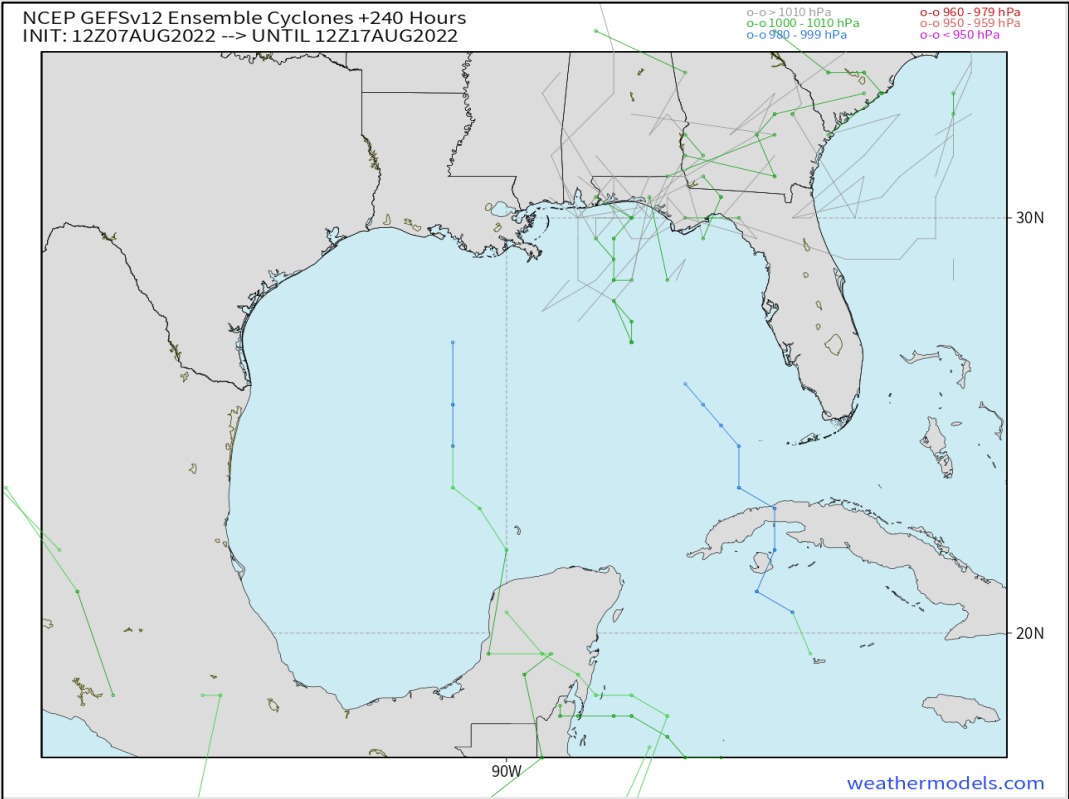 NCEP GEFSv12 Ensemble Cyclones +240 Hours
INIT: 12Z07AUG2022 --> UNTIL 12Z17AUG2022
o-o > 1010 hPa
o-o 1000 - 1010 hPa
o-o 980 - 999 hPa
o-o 960 - 979 hPa
o-o 950 - 959 hPa
o-o < 950 hPa
30N
20N
90W
weathermodels.com